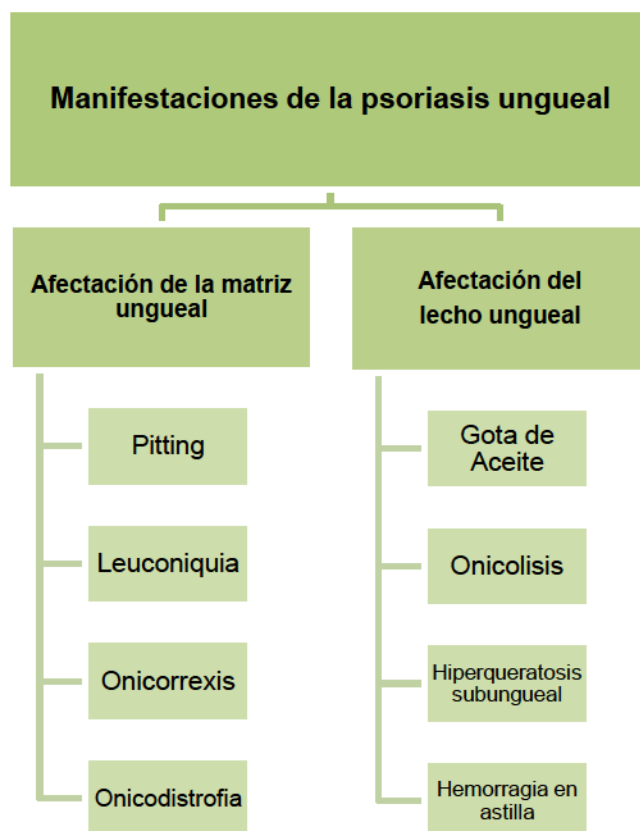 Manifestaciones de la psoriasis ungueal
Afectación de la matriz
ungueal
Pitting
Leuconiquia
Onicorrexis
Onicodistrofia
Afectación del
lecho ungueal
Gota de
Aceite
Onicolisis
Hiperqueratosis
subungueal
Hemorragia en
astilla